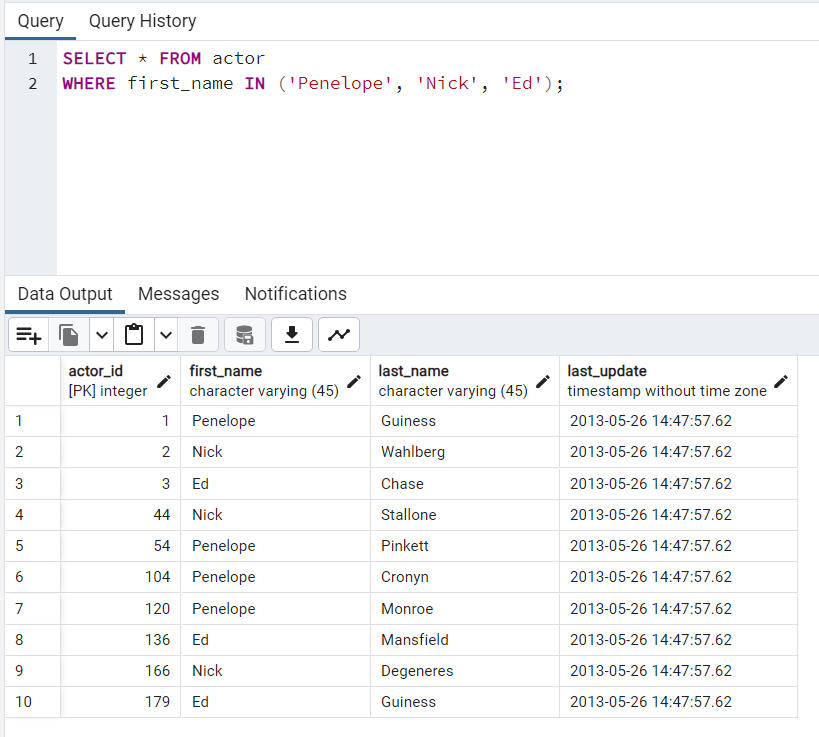 Query Query History
1 SELECT * FROM actor
2 WHERE first_name IN ('Penelope', 'Nick', 'Ed');
Data Output Messages Notifications
actor_id first_name last_name last_update
[PK] integer character varying (45) character varying (45) timestamp without time zone
1 1 Penelope Guiness 2013-05-26 14:47:57.62
2 2 Nick Wahlberg 2013-05-26 14:47:57.62
3 3 Ed Chase 2013-05-26 14:47:57.62
4 44 Nick Stallone 2013-05-26 14:47:57.62
5 54 Penelope Pinkett 2013-05-26 14:47:57.62
6 104 Penelope Cronyn 2013-05-26 14:47:57.62
7 120 Penelope Monroe 2013-05-26 14:47:57.62
8 136 Ed Mansfield 2013-05-26 14:47:57.62
9 166 Nick Degeneres 2013-05-26 14:47:57.62
10 179 Ed Guiness 2013-05-26 14:47:57.62